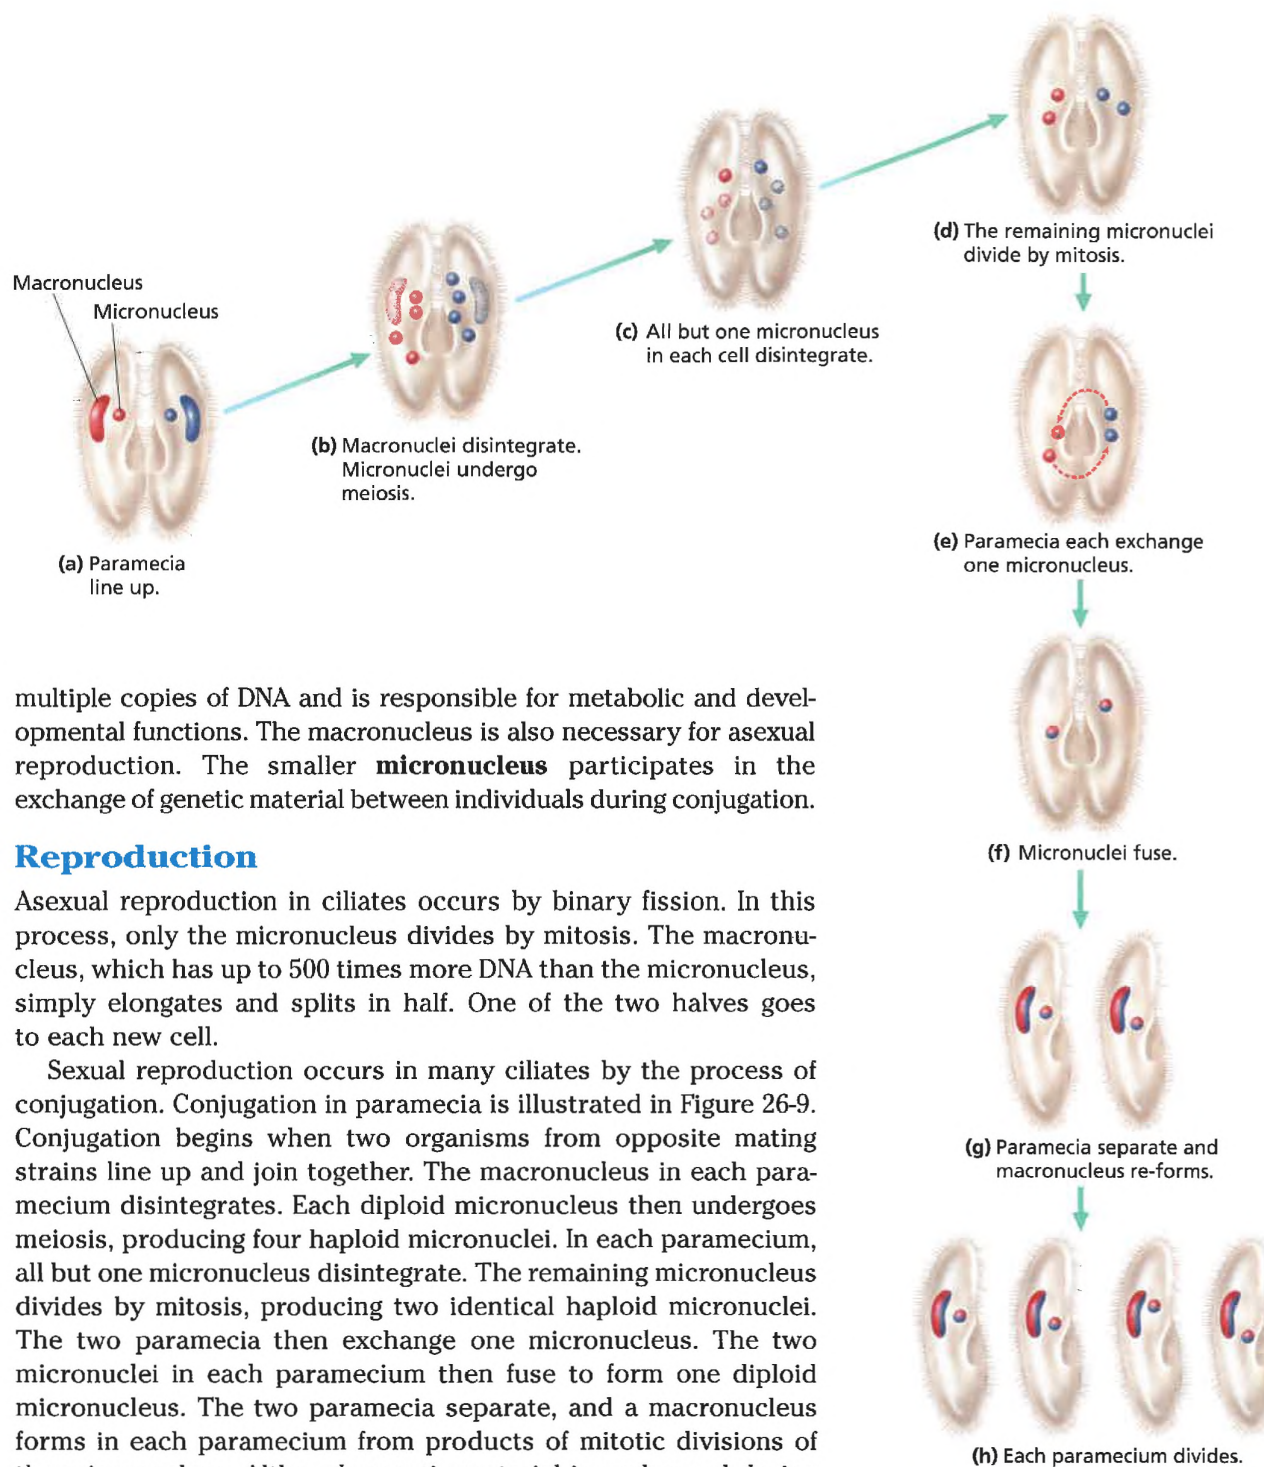 Macronucleus
Micronucleus
(a) Paramecia
line up.
(b) Macronuclei disintegrate.
Micronuclei undergo
meiosis.
(c) All but one micronucleus
in each cell disintegrate.
(d) The remaining micronuclei
divide by mitosis.
(e) Paramecia each exchange
one micronucleus.
(f) Micronuclei fuse.
(g) Paramecia separate and
macronucleus re-forms.
(h) Each paramecium divides.
multiple copies of DNA and is responsible for metabolic and devel-
opmental functions. The macronucleus is also necessary for asexual
reproduction. The smaller micronucleus participates in the
exchange of genetic material between individuals during conjugation.
Reproduction
Asexual reproduction in ciliates occurs by binary fission. In this
process, only the micronucleus divides by mitosis. The macronu-
cleus, which has up to 500 times more DNA than the micronucleus,
simply elongates and splits in half. One of the two halves goes
to each new cell.
Sexual reproduction occurs in many ciliates by the process of
conjugation. Conjugation in paramecia is illustrated in Figure 26-9.
Conjugation begins when two organisms from opposite mating
strains line up and join together. The macronucleus in each para-
mecium disintegrates. Each diploid micronucleus then undergoes
meiosis, producing four haploid micronuclei. In each paramecium,
all but one micronucleus disintegrate. The remaining micronucleus
divides by mitosis, producing two identical haploid micronuclei.
The two paramecia then exchange one micronucleus. The two
micronuclei in each paramecium then fuse to form one diploid
micronucleus. The two paramecia separate, and a macronucleus
forms in each paramecium from products of mitotic divisions of